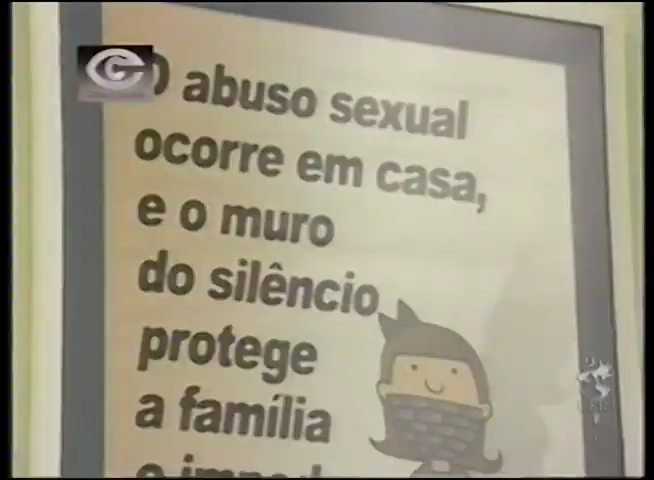 O abuso sexual
ocorre em casa,
e o muro
do silêncio
protege
a família